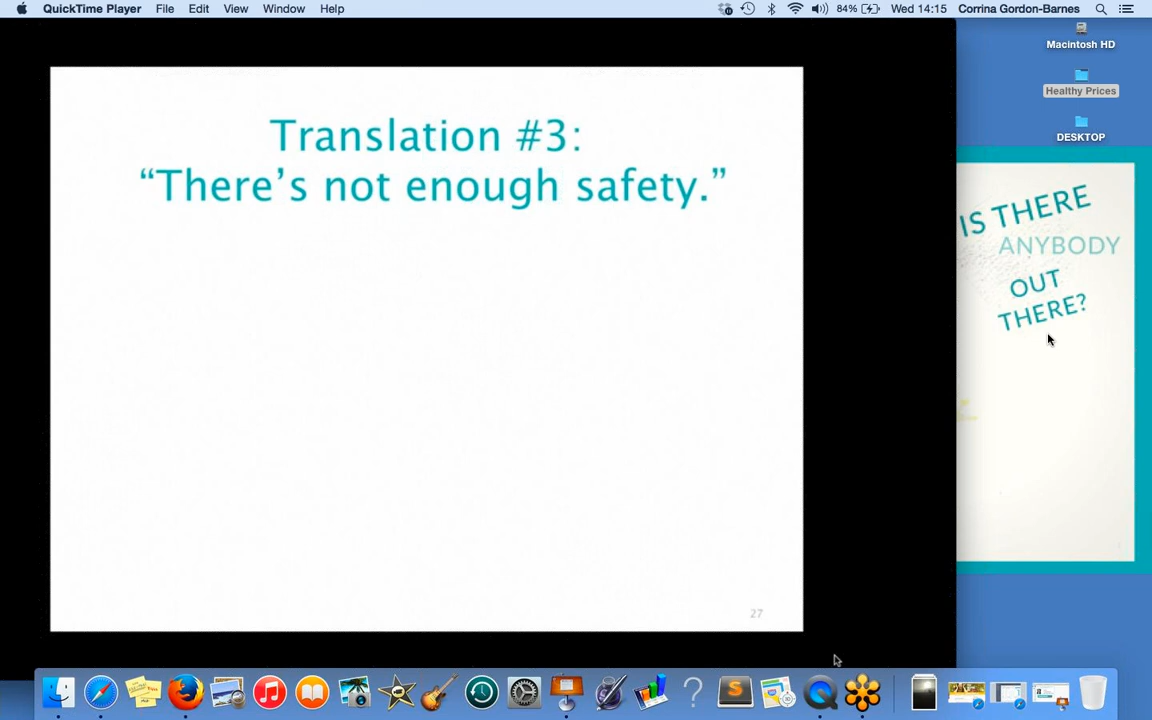 QuickTime Player File Edit View Window Help 84% Wed 14:15 Corrina Gordon-Barnes
Macintosh HD
Healthy Prices
DESKTOP
Translation #3:
“There’s not enough safety.”
27
IS THERE
ANYBODY
OUT
THERE?